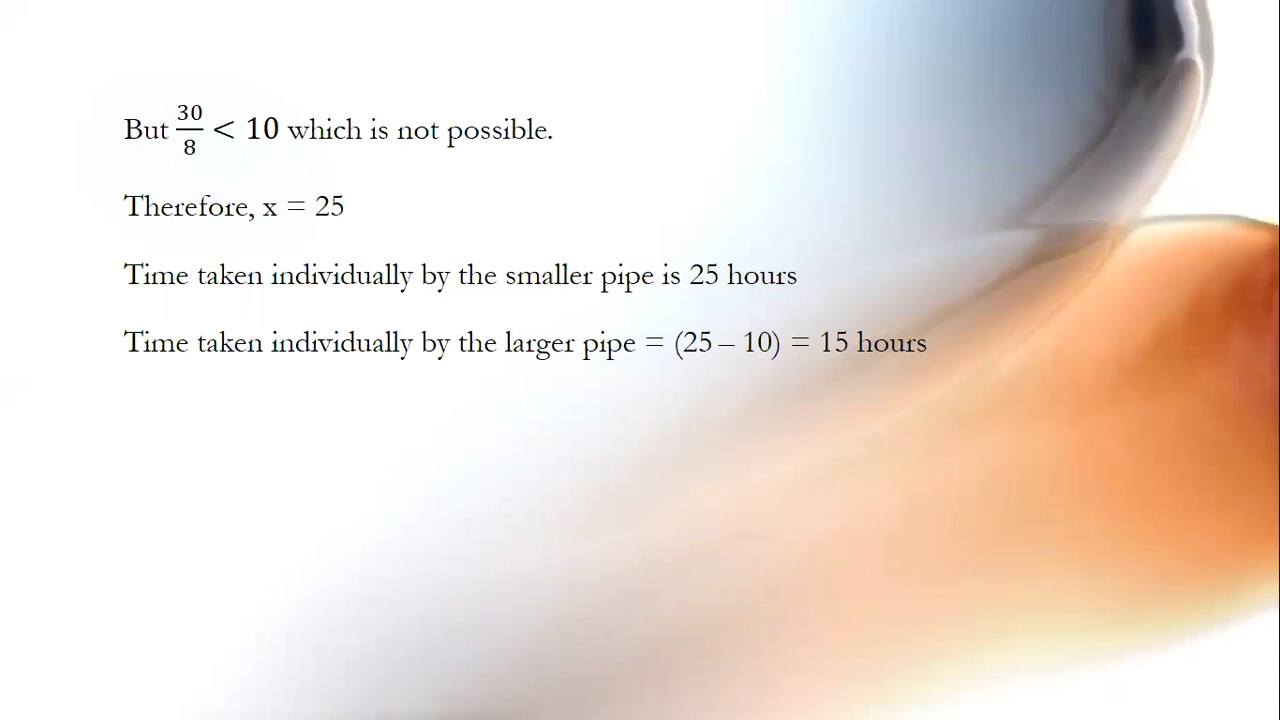 But 30/8 < 10 which is not possible.
Therefore, x = 25
Time taken individually by the smaller pipe is 25 hours
Time taken individually by the larger pipe = (25 – 10) = 15 hours